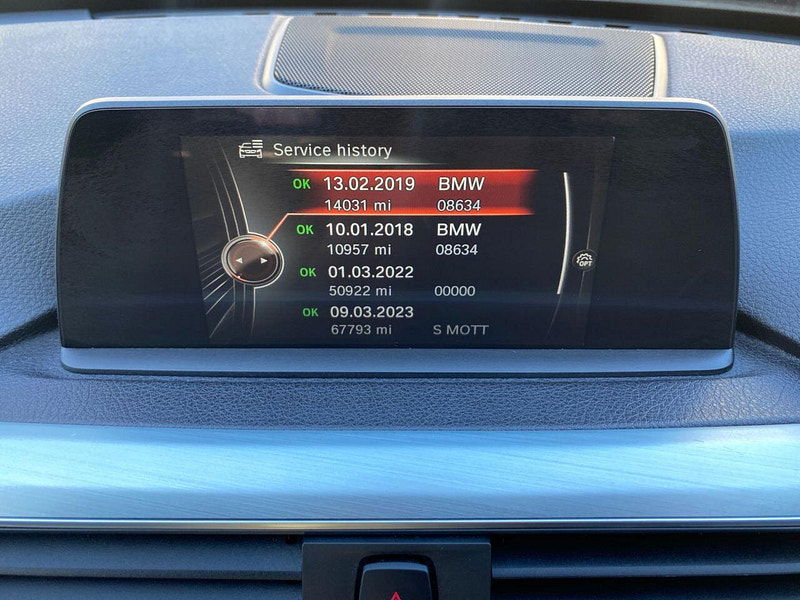 Service history
OK 13.02.2019 BMW
14031 mi 08634
OK 10.01.2018 BMW
10957 mi 08634
OK 01.03.2022
50922 mi 00000
OK 09.03.2023
67793 mi S MOTT
OPT